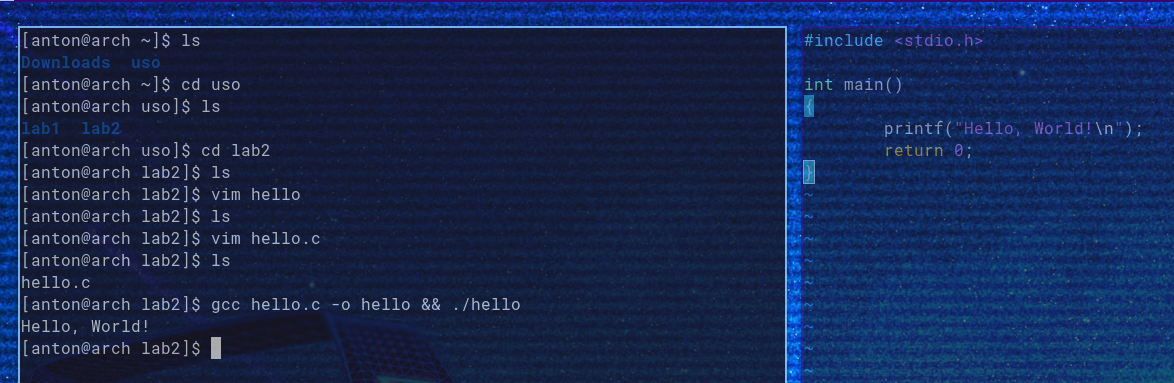 [anton@arch ~]$ ls
Downloads  uso
[anton@arch ~]$ cd uso
[anton@arch uso]$ ls
lab1  lab2
[anton@arch uso]$ cd lab2
[anton@arch lab2]$ ls
[anton@arch lab2]$ vim hello
[anton@arch lab2]$ ls
[anton@arch lab2]$ vim hello.c
[anton@arch lab2]$ ls
hello.c
[anton@arch lab2]$ gcc hello.c -o hello && ./hello
Hello, World!
[anton@arch lab2]$
#include <stdio.h>
int main()
{
        printf("Hello, World!\n");
        return 0;
}
~
~
~
~
~
~
~
~
~